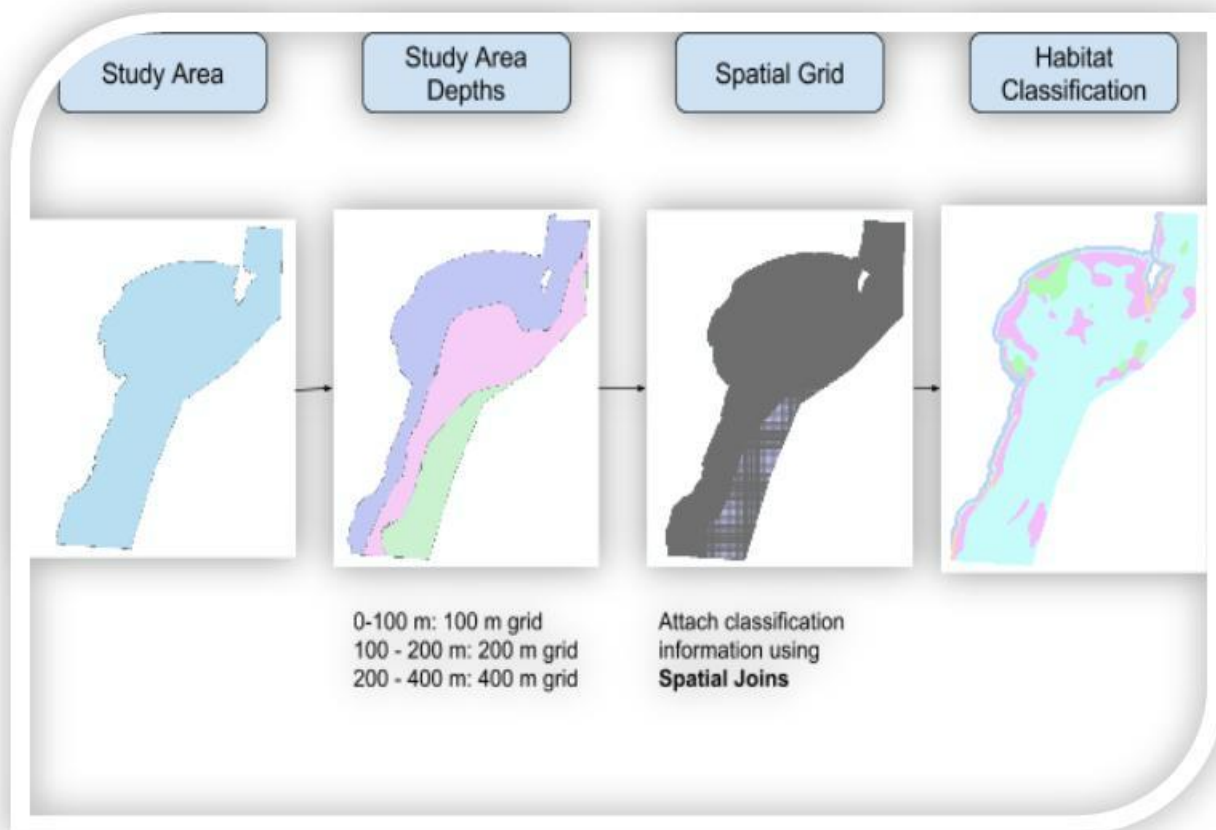 Study Area
Study Area
Depths
Spatial Grid
Habitat
Classification
0-100 m: 100 m grid
100 - 200 m: 200 m grid
200 - 400 m: 400 m grid
Attach classification
information using
Spatial Joins